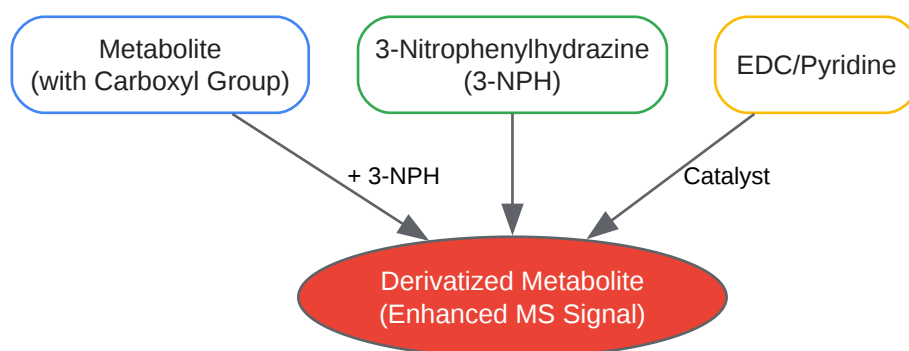 Metabolite
(with Carboxyl Group)
3-Nitrophenylhydrazine
(3-NPH)
EDC/Pyridine
+ 3-NPH
Catalyst
Derivatized Metabolite
(Enhanced MS Signal)